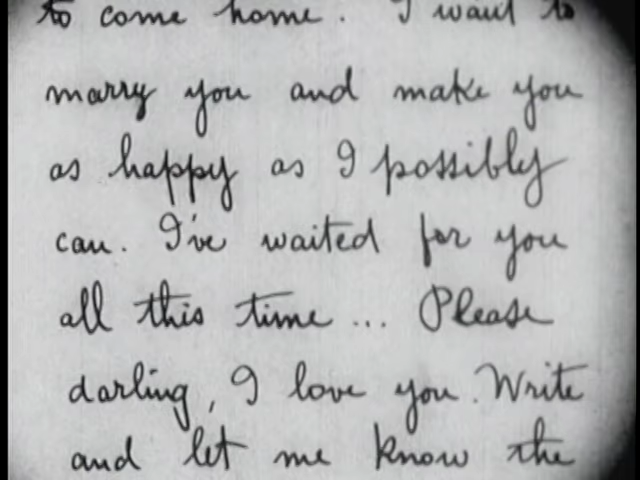 to come home. I want to
marry you and make you
as happy as I possibly
can. I've waited for you
all this time ... Please
darling, I love you. Write
and let me know the